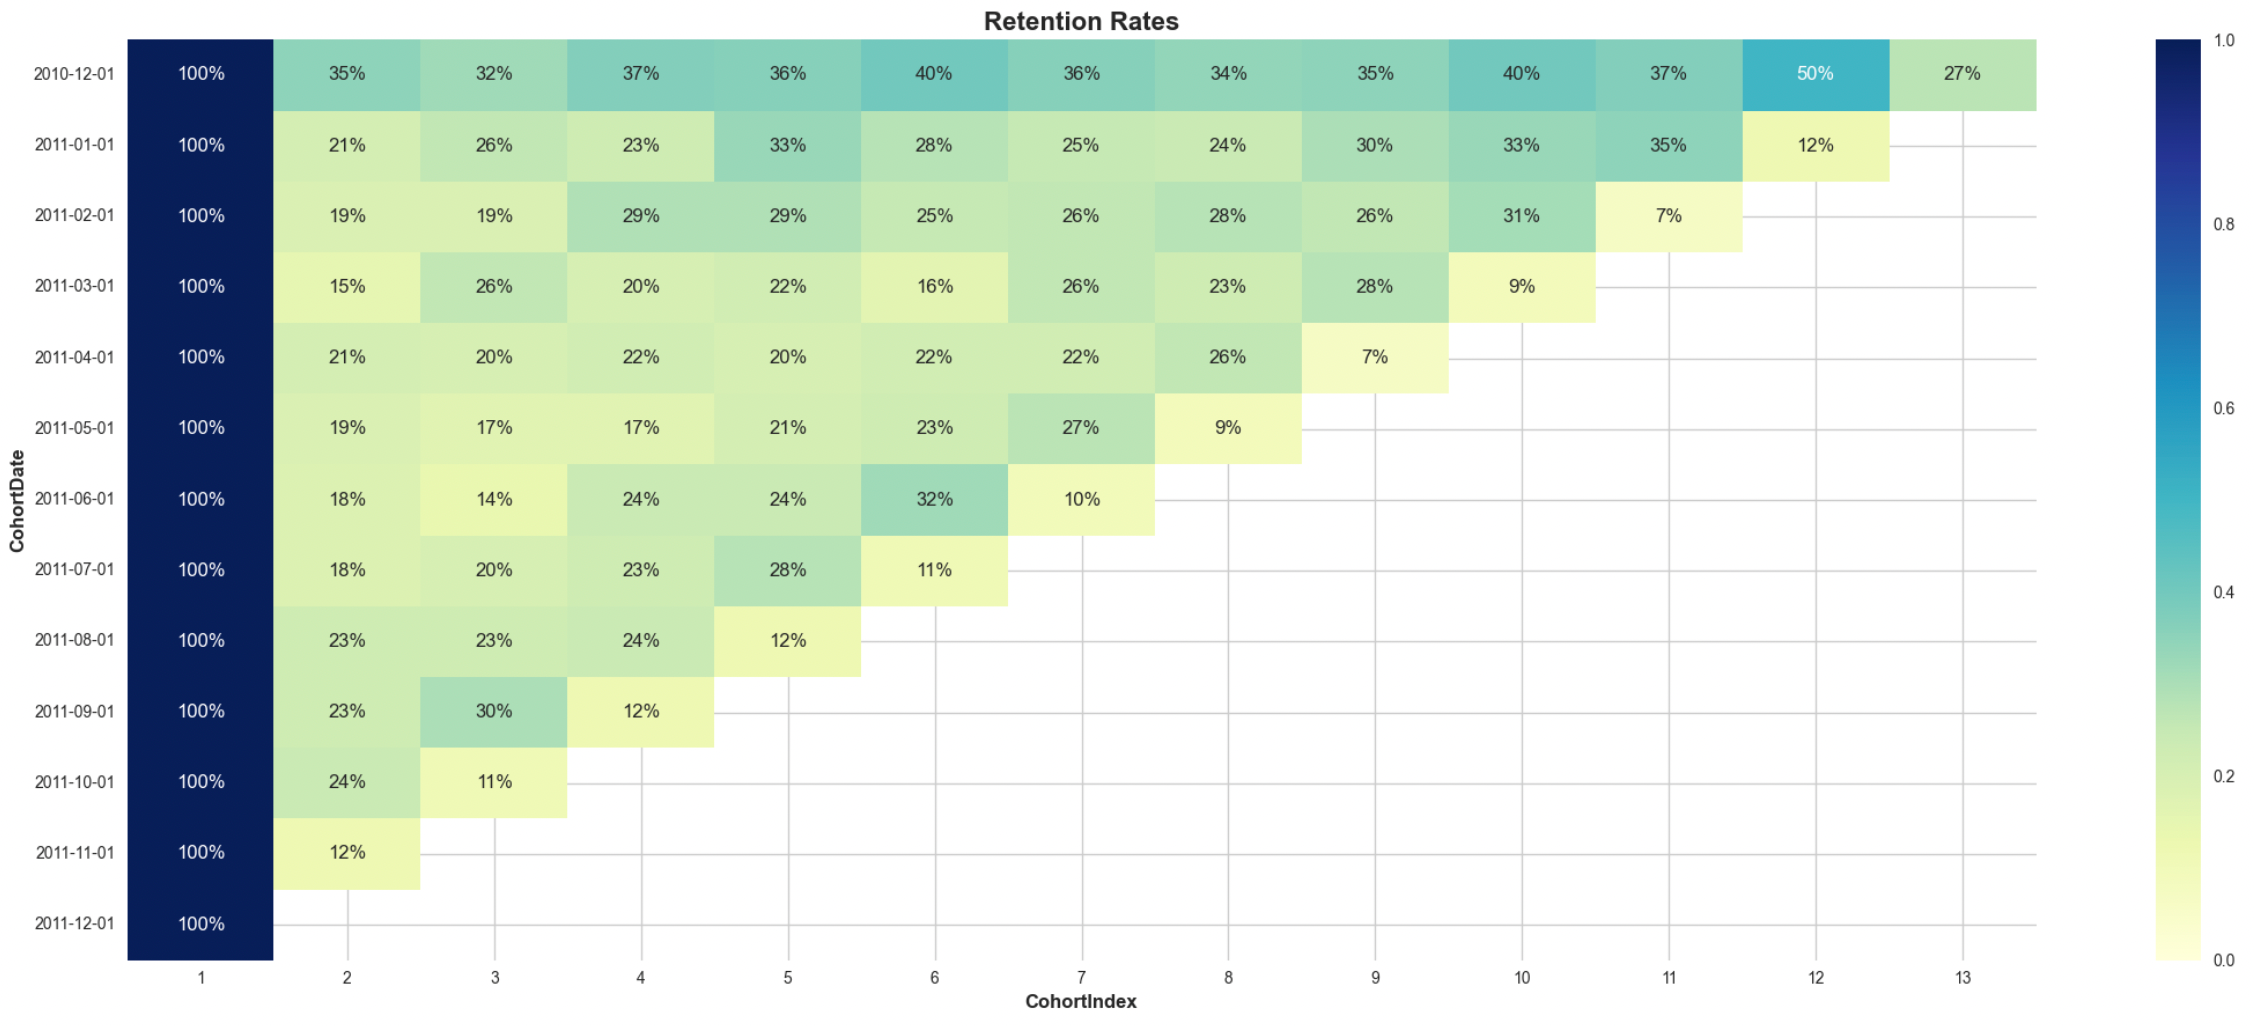 Retention Rates
2010-12-01 100% 35% 32% 37% 36% 40% 36% 34% 35% 40% 37% 50% 27%
2011-01-01 100% 21% 26% 23% 33% 28% 25% 24% 30% 33% 35% 12%
2011-02-01 100% 19% 19% 29% 29% 25% 26% 28% 26% 31% 7%
2011-03-01 100% 15% 26% 20% 22% 16% 26% 23% 28% 9%
2011-04-01 100% 21% 20% 22% 20% 22% 22% 26% 7%
2011-05-01 100% 19% 17% 17% 21% 23% 27% 9%
2011-06-01 100% 18% 14% 24% 24% 32% 10%
2011-07-01 100% 18% 20% 23% 28% 11%
2011-08-01 100% 23% 23% 24% 12%
2011-09-01 100% 23% 30% 12%
2011-10-01 100% 24% 11%
2011-11-01 100% 12%
2011-12-01 100%
1 2 3 4 5 6 7 8 9 10 11 12 13
CohortIndex
CohortDate
1.0
0.8
0.6
0.4
0.2
0.0